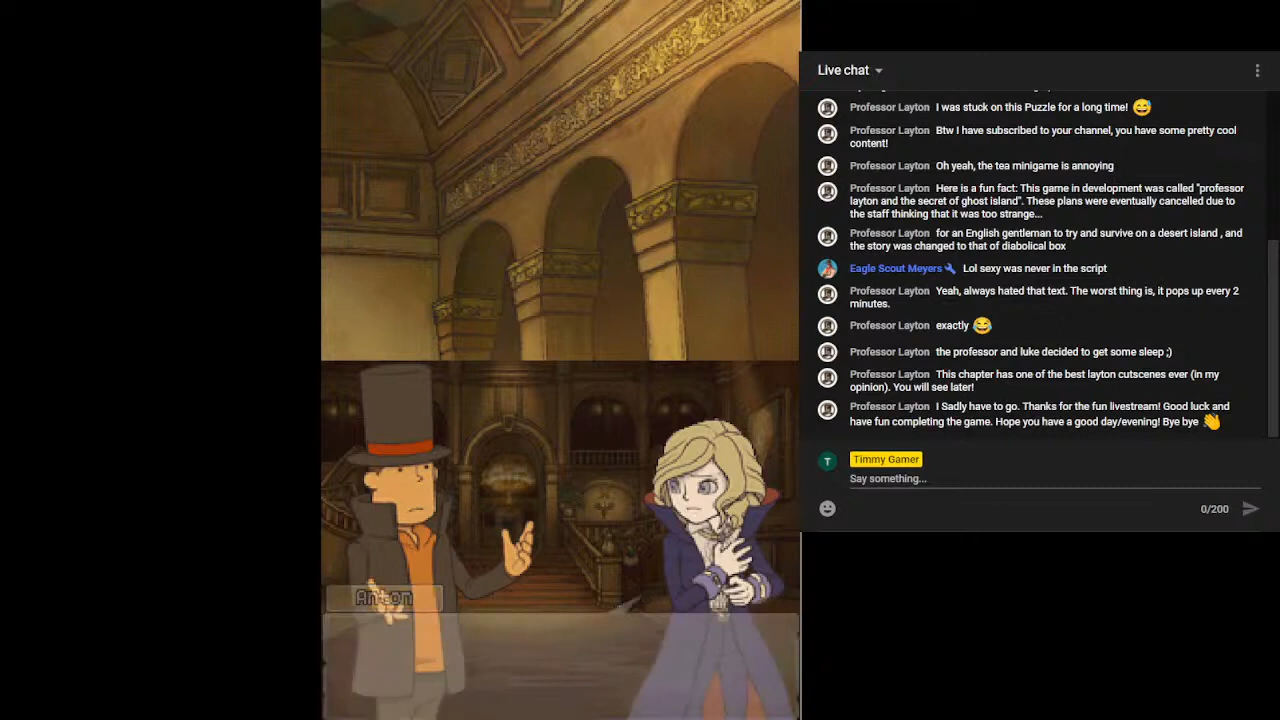 Live chat
Professor Layton I was stuck on this Puzzle for a long time! 😅
Professor Layton Btw I have subscribed to your channel, you have some pretty cool
content!
Professor Layton Oh yeah, the tea minigame is annoying
Professor Layton Here is a fun fact: This game in development was called "professor
layton and the secret of ghost island". These plans were eventually cancelled due to
the staff thinking that it was too strange...
Professor Layton for an English gentleman to try and survive on a desert island , and
the story was changed to that of diabolical box
Eagle Scout Meyers Lol sexy was never in the script
Professor Layton Yeah, always hated that text. The worst thing is, it pops up every 2
minutes.
Professor Layton exactly 😂
Professor Layton the professor and luke decided to get some sleep ;)
Professor Layton This chapter has one of the best layton cutscenes ever (in my
opinion). You will see later!
Professor Layton I Sadly have to go. Thanks for the fun livestream! Good luck and
have fun completing the game. Hope you have a good day/evening! Bye bye 👋
T Timmy Gamer
Say something...
0/200
Anton